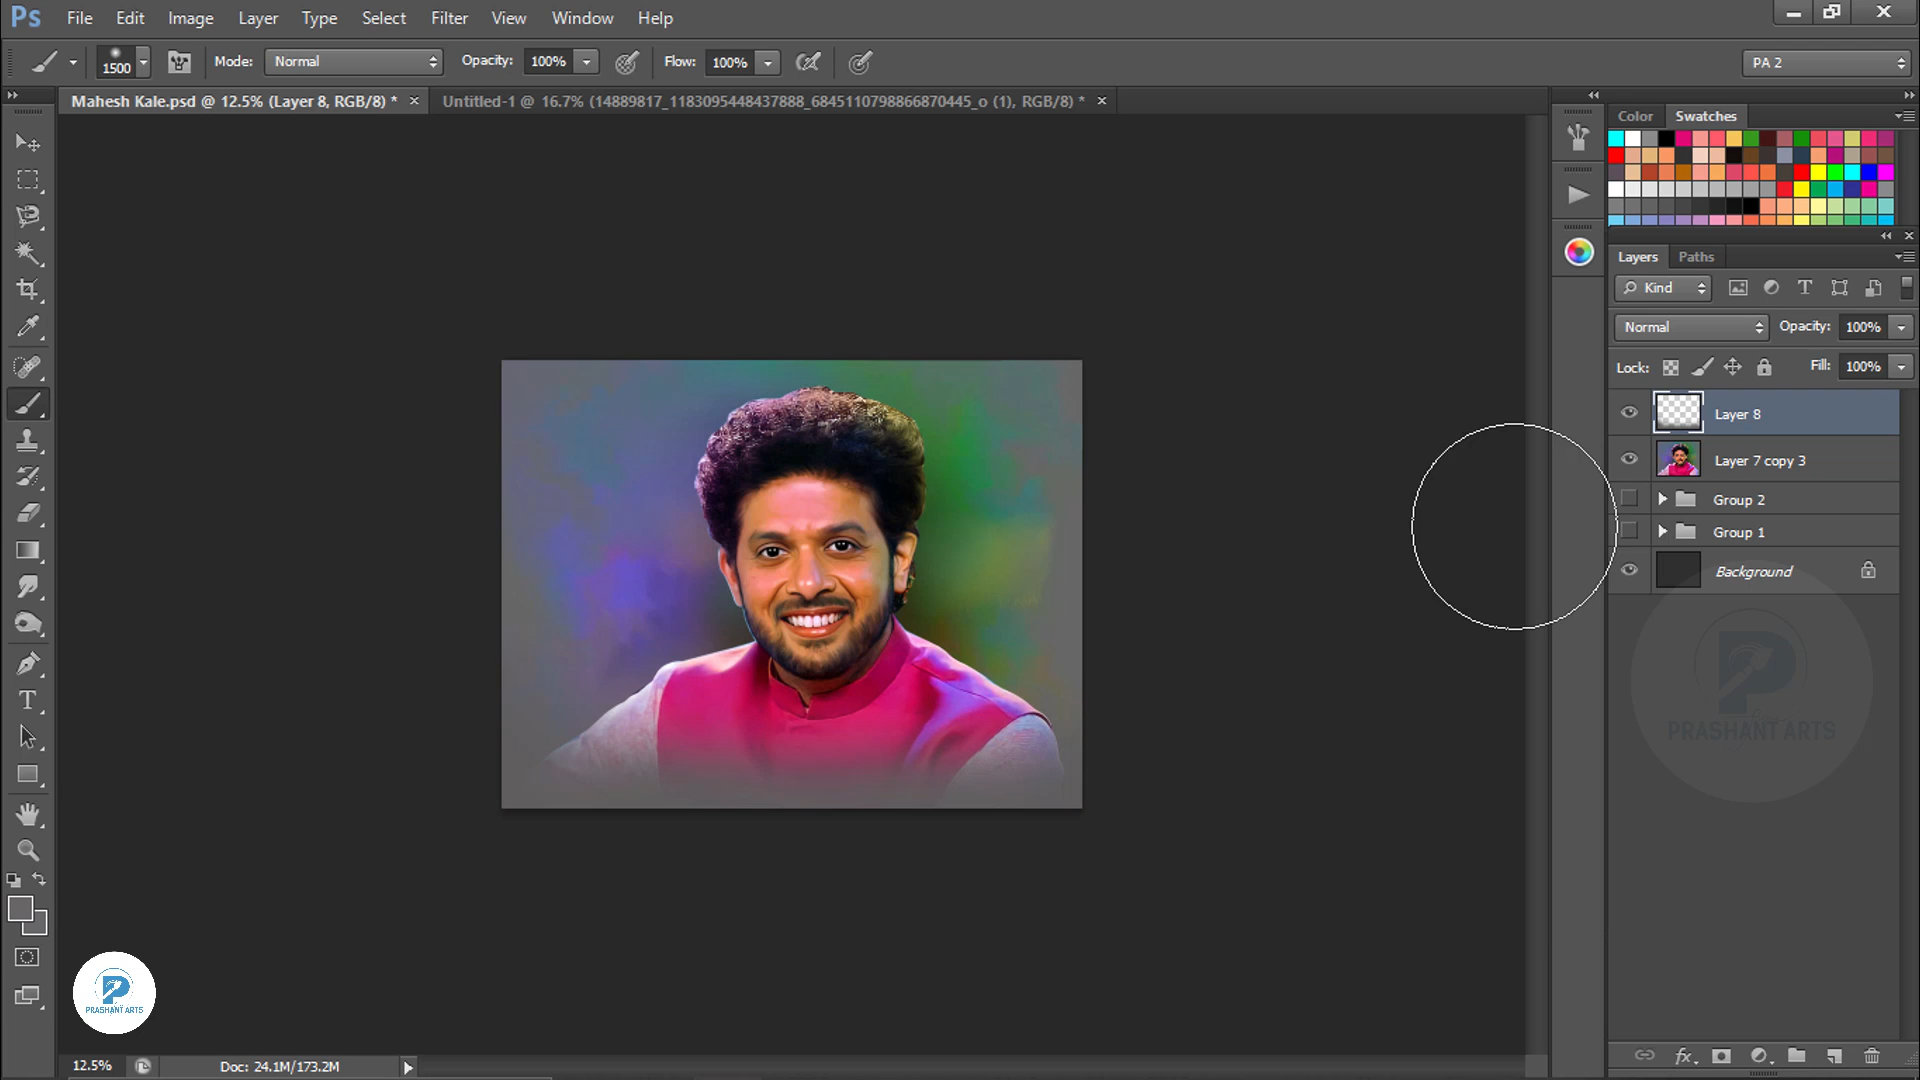 Ps File Edit Image Layer Type Select Filter View Window Help
1500 Mode: Normal Opacity: 100% Flow: 100% PA 2
Mahesh Kale.psd @ 12.5% (Layer 8, RGB/8) * × Untitled-1 @ 16.7% (14889817_1183095448437888_6845110798866870445_o (1), RGB/8) * ×
Color Swatches
Layers Paths
Kind
Normal Opacity: 100%
Lock: Fill: 100%
Layer 8
Layer 7 copy 3
Group 2
Group 1
Background
PRASHANT ARTS
PRASHANT ARTS
12.5% Doc: 24.1M/173.2M
fx